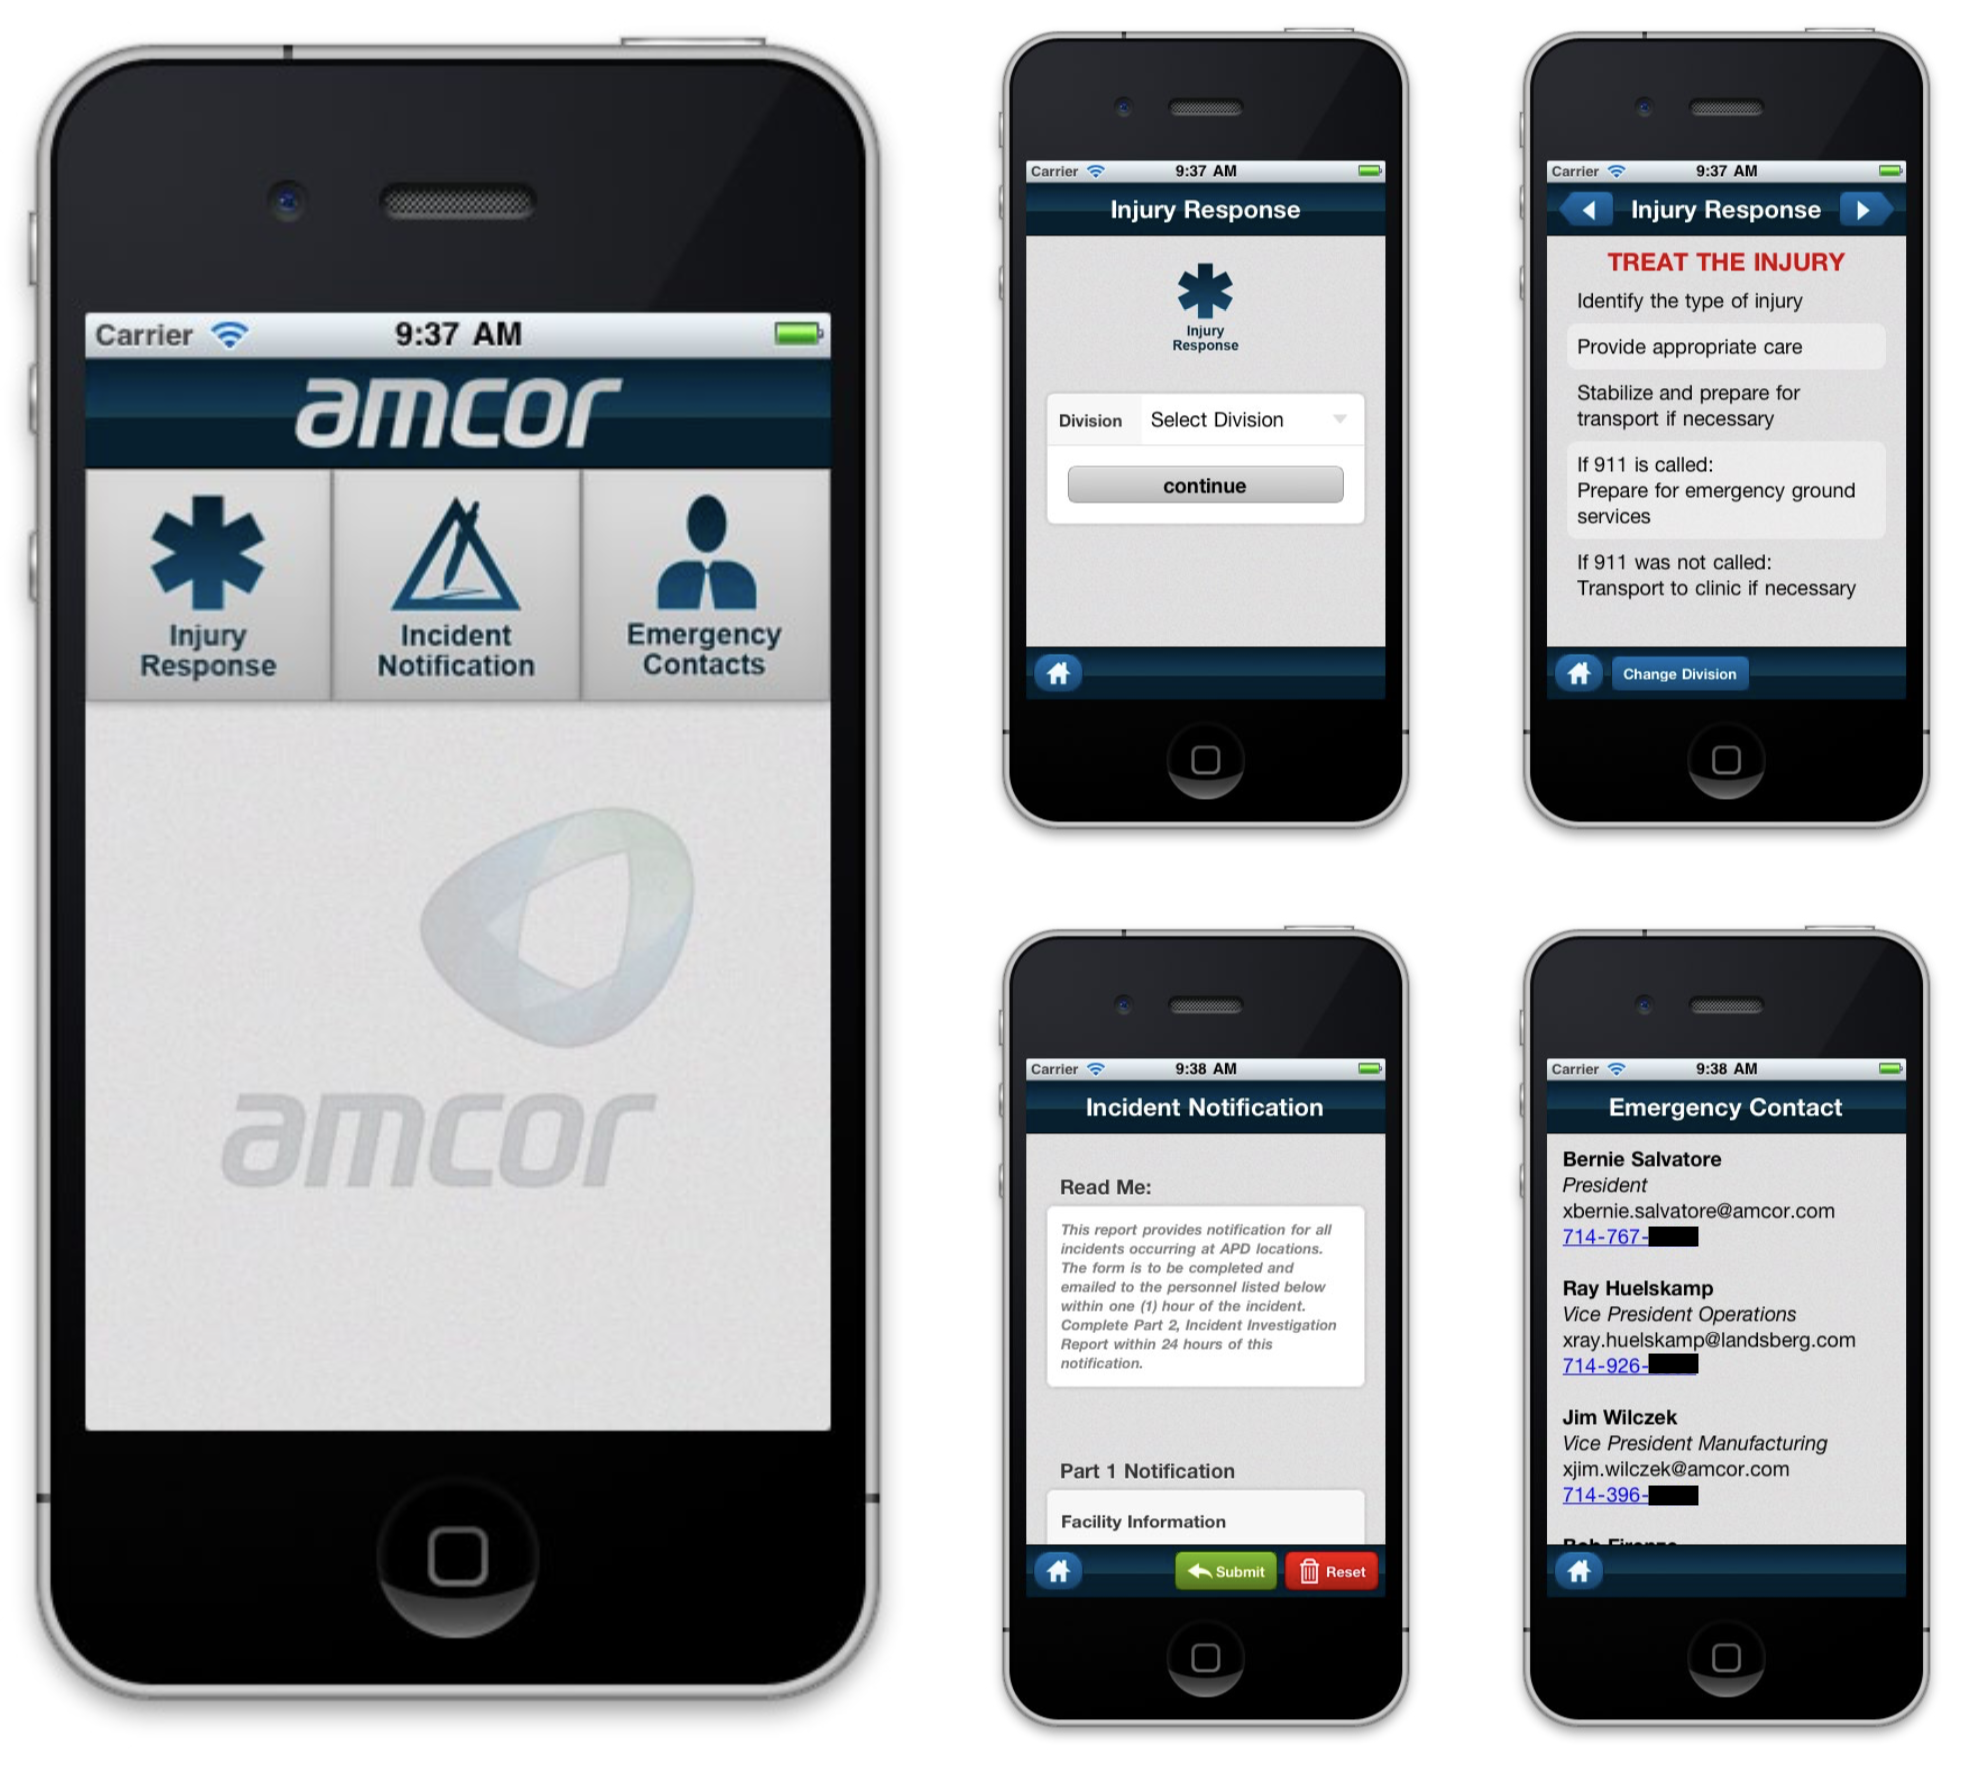 Carrier 9:37 AM
amcor
Injury
Response
Incident
Notification
Emergency
Contacts
amcor
Carrier 9:37 AM
Injury Response
Injury
Response
Division Select Division
continue
Carrier 9:37 AM
Injury Response
TREAT THE INJURY
Identify the type of injury
Provide appropriate care
Stabilize and prepare for
transport if necessary
If 911 is called:
Prepare for emergency ground
services
If 911 was not called:
Transport to clinic if necessary
Change Division
Carrier 9:38 AM
Incident Notification
Read Me:
This report provides notification for all
incidents occurring at APD locations.
The form is to be completed and
emailed to the personnel listed below
within one (1) hour of the incident.
Complete Part 2, Incident Investigation
Report within 24 hours of this
notification.
Part 1 Notification
Facility Information
Submit Reset
Carrier 9:38 AM
Emergency Contact
Bernie Salvatore
President
xbernie.salvatore@amcor.com
714-767-
Ray Huelskamp
Vice President Operations
xray.huelskamp@landsberg.com
714-926-
Jim Wilczek
Vice President Manufacturing
xjim.wilczek@amcor.com
714-396-